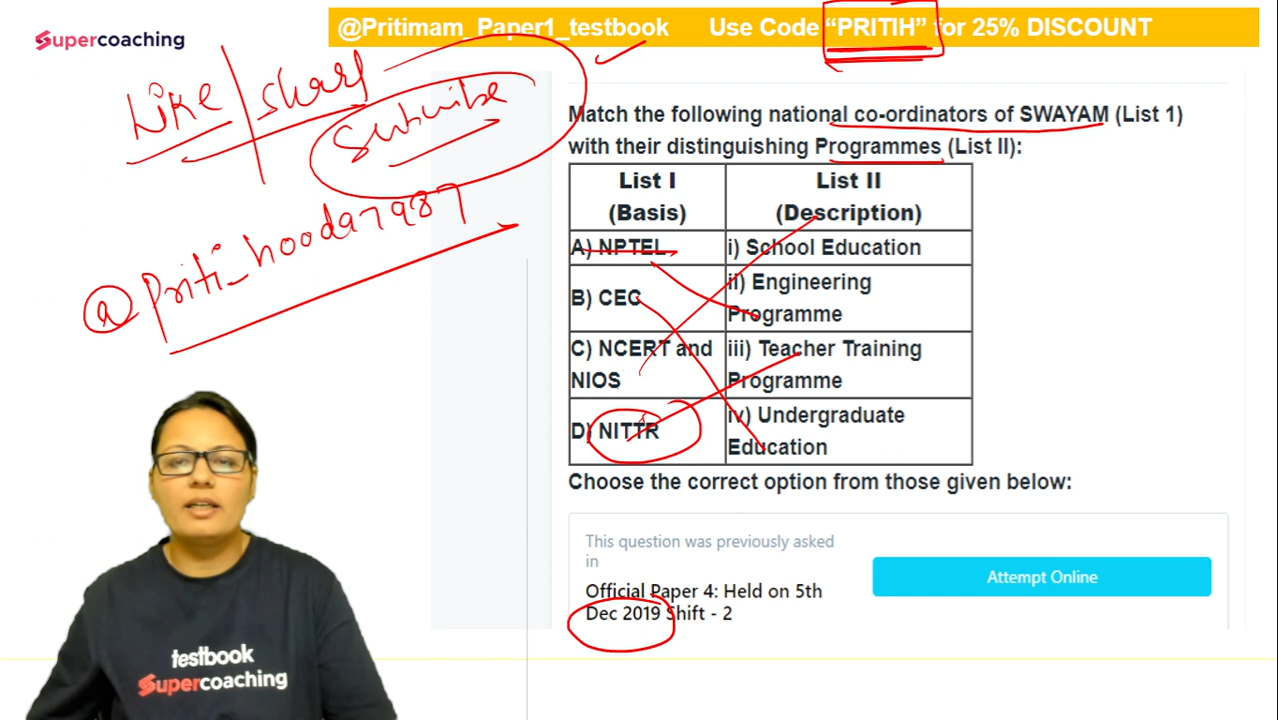 Supercoaching
@Pritimam_Paper1_testbook Use Code “PRITIH” for 25% DISCOUNT
Like share
Subscribe
@Priti_hooda97987
Match the following national co-ordinators of SWAYAM (List 1)
with their distinguishing Programmes (List II):
List I
(Basis)
List II
(Description)
A) NPTEL
i) School Education
B) CEC
ii) Engineering
Programme
C) NCERT and
NIOS
iii) Teacher Training
Programme
D) NITTR
iv) Undergraduate
Education
Choose the correct option from those given below:
This question was previously asked
in
Official Paper 4: Held on 5th
Dec 2019 Shift - 2
Attempt Online
testbook
Supercoaching